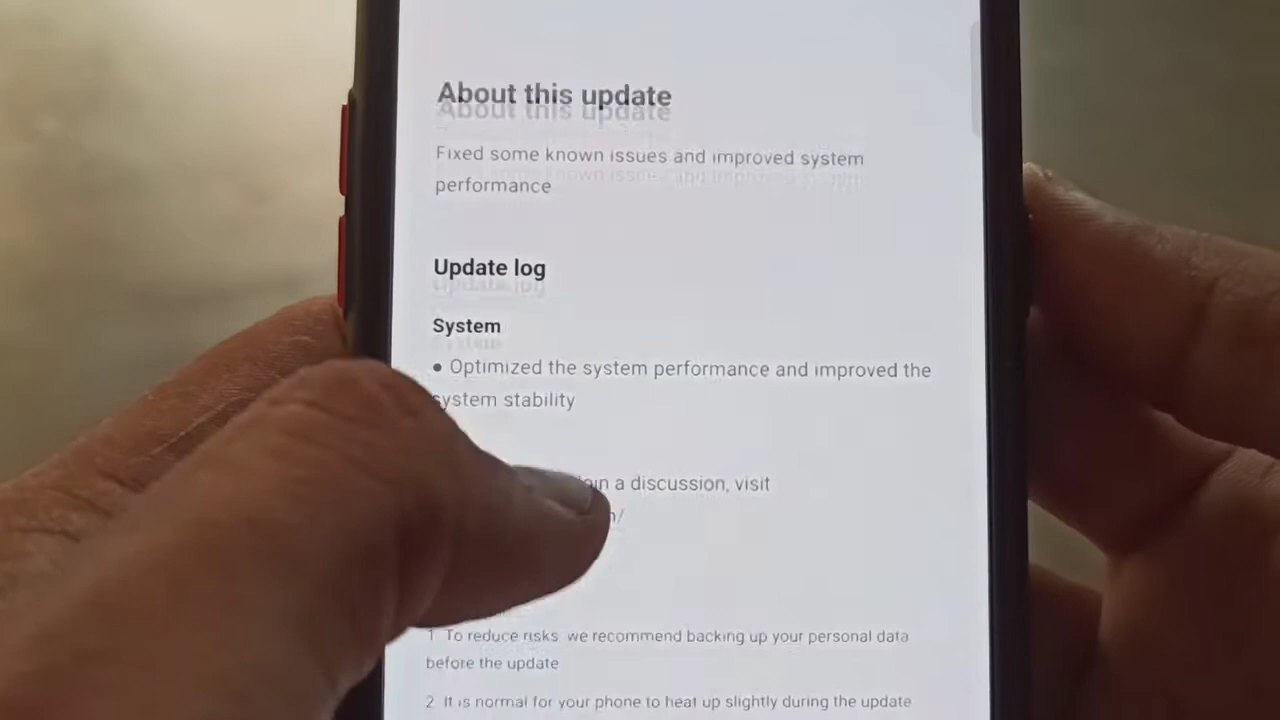 About this update
Fixed some known issues and improved system
performance
Update log
System
• Optimized the system performance and improved the
system stability
a discussion, visit
1 To reduce risks we recommend backing up your personal data
before the update
2 It is normal for your phone to heat up slightly during the update